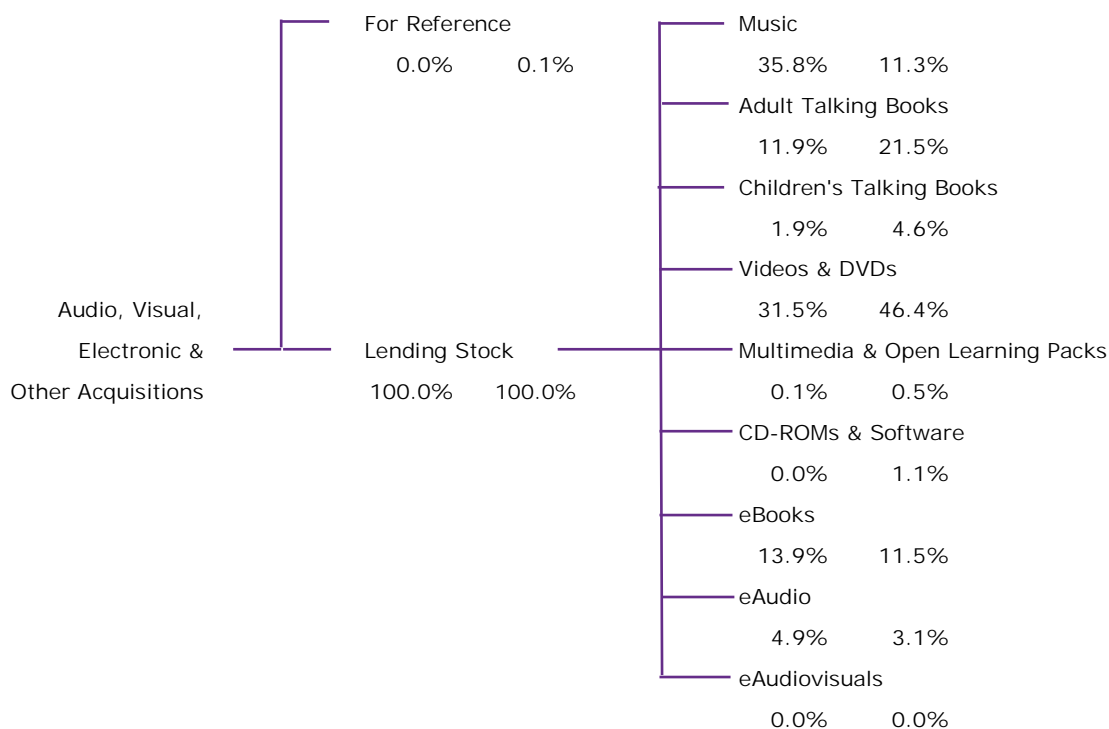 For Reference
0.0% 0.1%
Audio, Visual,
Electronic &
Other Acquisitions
Lending Stock
100.0% 100.0%
Music
35.8% 11.3%
Adult Talking Books
11.9% 21.5%
Children's Talking Books
1.9% 4.6%
Videos & DVDs
31.5% 46.4%
Multimedia & Open Learning Packs
0.1% 0.5%
CD-ROMs & Software
0.0% 1.1%
eBooks
13.9% 11.5%
eAudio
4.9% 3.1%
eAudiovisuals
0.0% 0.0%